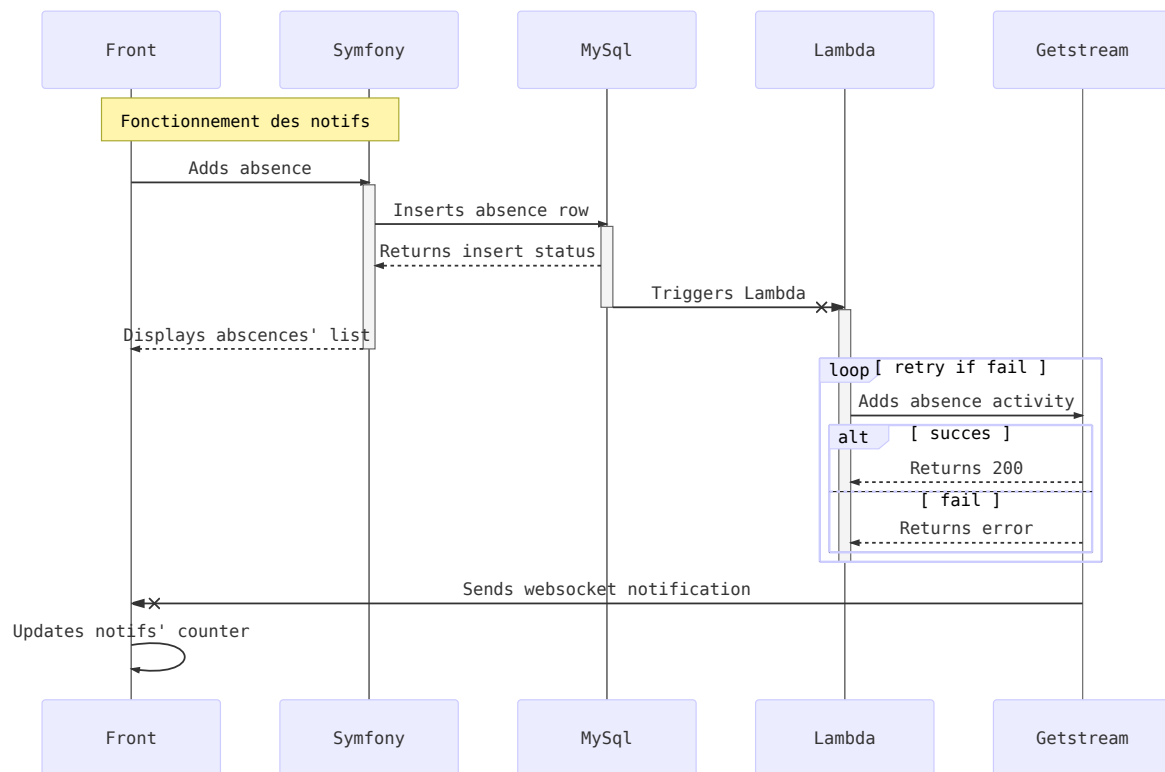 Front
Symfony
MySql
Lambda
Getstream
Fonctionnement des notifs
Adds absence
Inserts absence row
Returns insert status
Triggers Lambda
Displays abscences' list
loop
[ retry if fail ]
Adds absence activity
alt
[ succes ]
Returns 200
[ fail ]
Returns error
Sends websocket notification
Updates notifs' counter
Front
Symfony
MySql
Lambda
Getstream